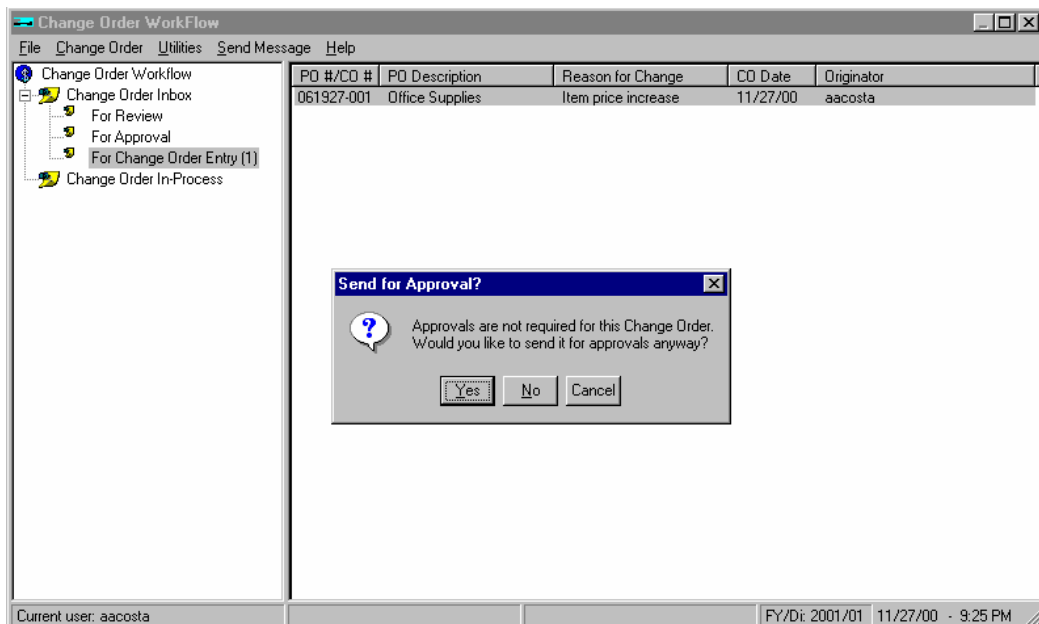 Change Order WorkFlow
File Change Order Utilities Send Message Help
Change Order Workflow
Change Order Inbox
For Review
For Approval
For Change Order Entry (1)
Change Order In-Process
PO #/CO # PO Description Reason for Change CO Date Originator
061927-001 Office Supplies Item price increase 11/27/00 aacosta
Send for Approval?
Approvals are not required for this Change Order.
Would you like to send it for approvals anyway?
Yes No Cancel
Current user: aacosta FY/Di: 2001/01 11/27/00 - 9:25 PM